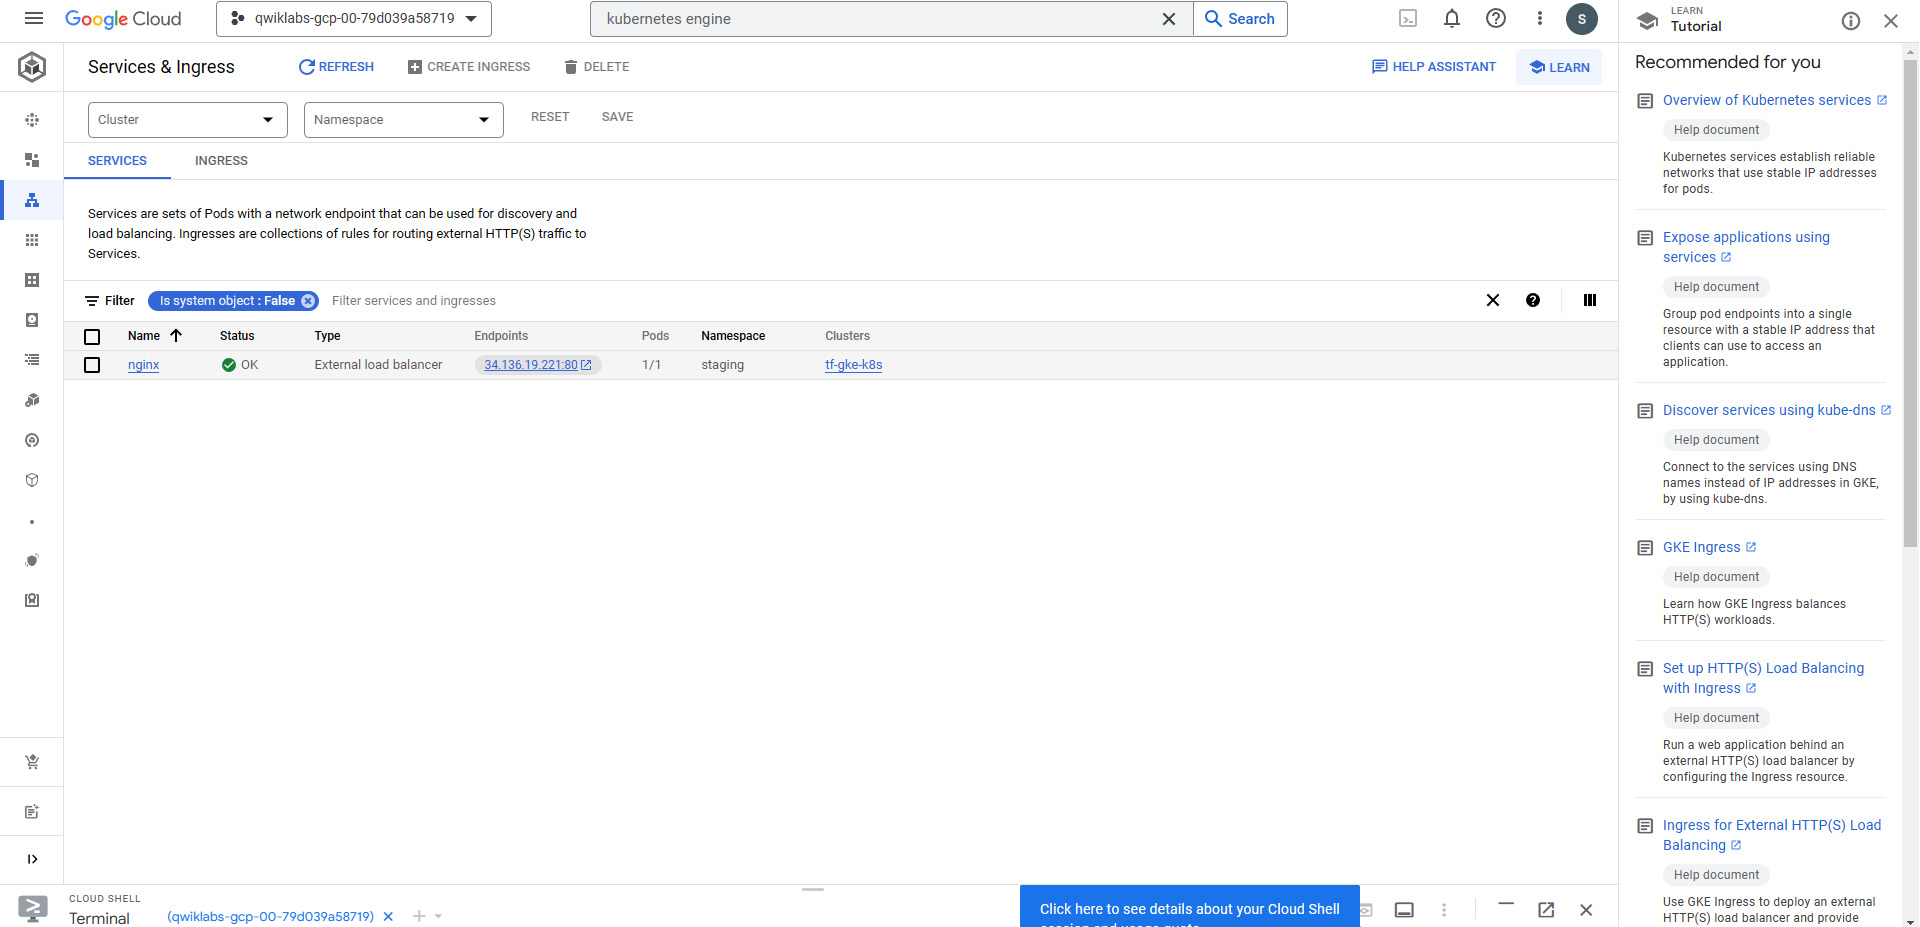 Google Cloud
qwiklabs-gcp-00-79d039a58719
kubernetes engine
Search
S
LEARN
Tutorial
Services & Ingress
REFRESH
CREATE INGRESS
DELETE
HELP ASSISTANT
LEARN
Cluster
Namespace
RESET
SAVE
SERVICES
INGRESS
Services are sets of Pods with a network endpoint that can be used for discovery and
load balancing. Ingresses are collections of rules for routing external HTTP(S) traffic to
Services.
Filter
Is system object : False
Filter services and ingresses
Name Status Type Endpoints Pods Namespace Clusters
nginx OK External load balancer 34.136.19.221:80 1/1 staging tf-gke-k8s
Recommended for you
Overview of Kubernetes services
Help document
Kubernetes services establish reliable
networks that use stable IP addresses
for pods.
Expose applications using
services
Help document
Group pod endpoints into a single
resource with a stable IP address that
clients can use to access an
application.
Discover services using kube-dns
Help document
Connect to the services using DNS
names instead of IP addresses in GKE,
by using kube-dns.
GKE Ingress
Help document
Learn how GKE Ingress balances
HTTP(S) workloads.
Set up HTTP(S) Load Balancing
with Ingress
Help document
Run a web application behind an
external HTTP(S) load balancer by
configuring the Ingress resource.
Ingress for External HTTP(S) Load
Balancing
Help document
Use GKE Ingress to deploy an external
HTTP(S) load balancer and provide
CLOUD SHELL
Terminal
(qwiklabs-gcp-00-79d039a58719)
Click here to see details about your Cloud Shell
session and usage quota